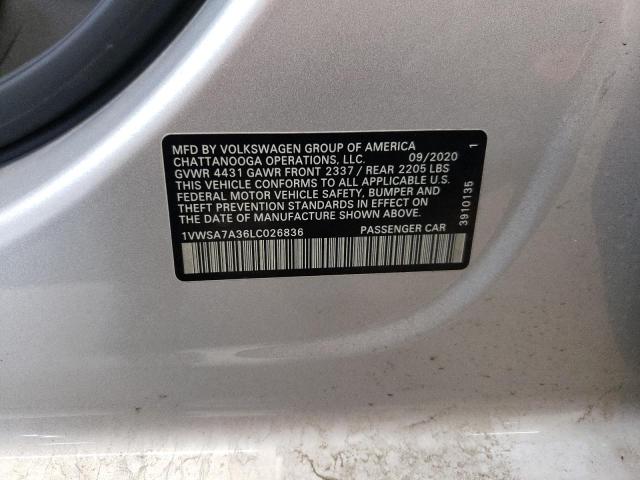 MFD BY VOLKSWAGEN GROUP OF AMERICA
CHATTANOOGA OPERATIONS, LLC. 09/2020
GVWR 4431 GAWR FRONT 2337 / REAR 2205 LBS
THIS VEHICLE CONFORMS TO ALL APPLICABLE U.S.
FEDERAL MOTOR VEHICLE SAFETY, BUMPER AND
THEFT PREVENTION STANDARDS IN EFFECT ON
THE DATE OF MANUFACTURE SHOWN ABOVE.
1VWSA7A36LC026836 PASSENGER CAR
3910135
1